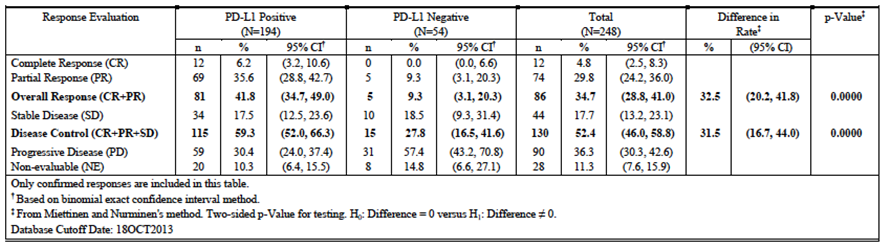 Response Evaluation PD-L1 Positive PD-L1 Negative Total Difference in p-Value‡
(N=194) (N=54) (N=248) Rate‡
n % 95% CI† n % 95% CI† n % 95% CI† % (95% CI)
Complete Response (CR) 12 6.2 (3.2, 10.6) 0 0.0 (0.0, 6.6) 12 4.8 (2.5, 8.3)
Partial Response (PR) 69 35.6 (28.8, 42.7) 5 9.3 (3.1, 20.3) 74 29.8 (24.2, 36.0)
Overall Response (CR+PR) 81 41.8 (34.7, 49.0) 5 9.3 (3.1, 20.3) 86 34.7 (28.8, 41.0) 32.5 (20.2, 41.8) 0.0000
Stable Disease (SD) 34 17.5 (12.5, 23.6) 10 18.5 (9.3, 31.4) 44 17.7 (13.2, 23.1)
Disease Control (CR+PR+SD) 115 59.3 (52.0, 66.3) 15 27.8 (16.5, 41.6) 130 52.4 (46.0, 58.8) 31.5 (16.7, 44.0) 0.0000
Progressive Disease (PD) 59 30.4 (24.0, 37.4) 31 57.4 (43.2, 70.8) 90 36.3 (30.3, 42.6)
Non-evaluable (NE) 20 10.3 (6.4, 15.5) 8 14.8 (6.6, 27.1) 28 11.3 (7.6, 15.9)
Only confirmed responses are included in this table.
† Based on binomial exact confidence interval method.
‡ From Miettinen and Nurminen's method. Two-sided p-Value for testing. H₀: Difference = 0 versus H₁: Difference ≠ 0.
Database Cutoff Date: 18OCT2013